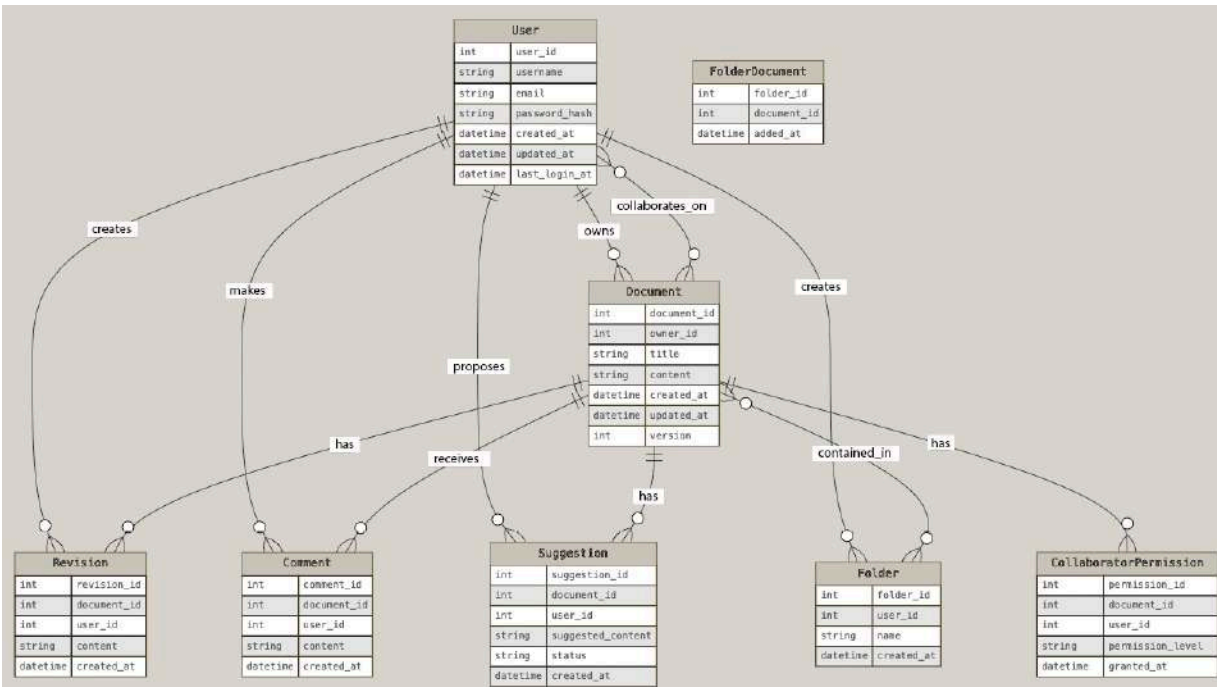 User
int user_id
string username
string email
string password_hash
datetime created_at
datetime updated_at
datetime last_login_at
FolderDocument
int folder_id
int document_id
datetime added_at
creates
makes
proposes
owns
collaborates_on
creates
Document
int document_id
int owner_id
string title
string content
datetime created_at
datetime updated_at
int version
has
receives
has
contained_in
has
Revision
int revision_id
int document_id
int user_id
string content
datetime created_at
Comment
int comment_id
int document_id
int user_id
string content
datetime created_at
Suggestion
int suggestion_id
int document_id
int user_id
string suggested_content
string status
datetime created_at
Folder
int folder_id
int user_id
string name
datetime created_at
CollaboratorPermission
int permission_id
int document_id
int user_id
string permission_level
datetime granted_at